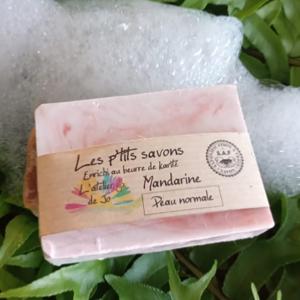 Les p'tits savons
Enrichi au beurre de karité
L'atelier
de Jo
Mandarine
Peau normale
S.A.F